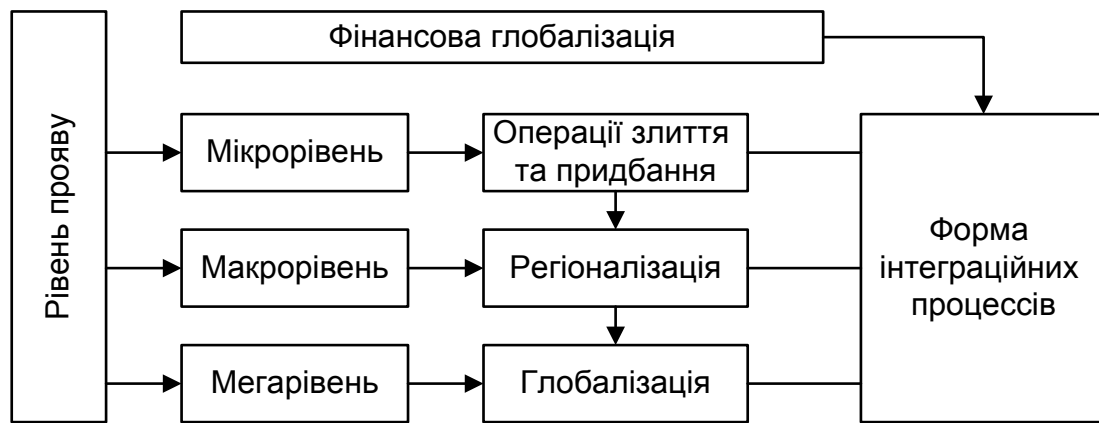 Фінансова глобалізація
Рівень прояву
Мікрорівень
Операції злиття
та придбання
Макрорівень
Регіоналізація
Мегарівень
Глобалізація
Форма
інтеграційних
процессів